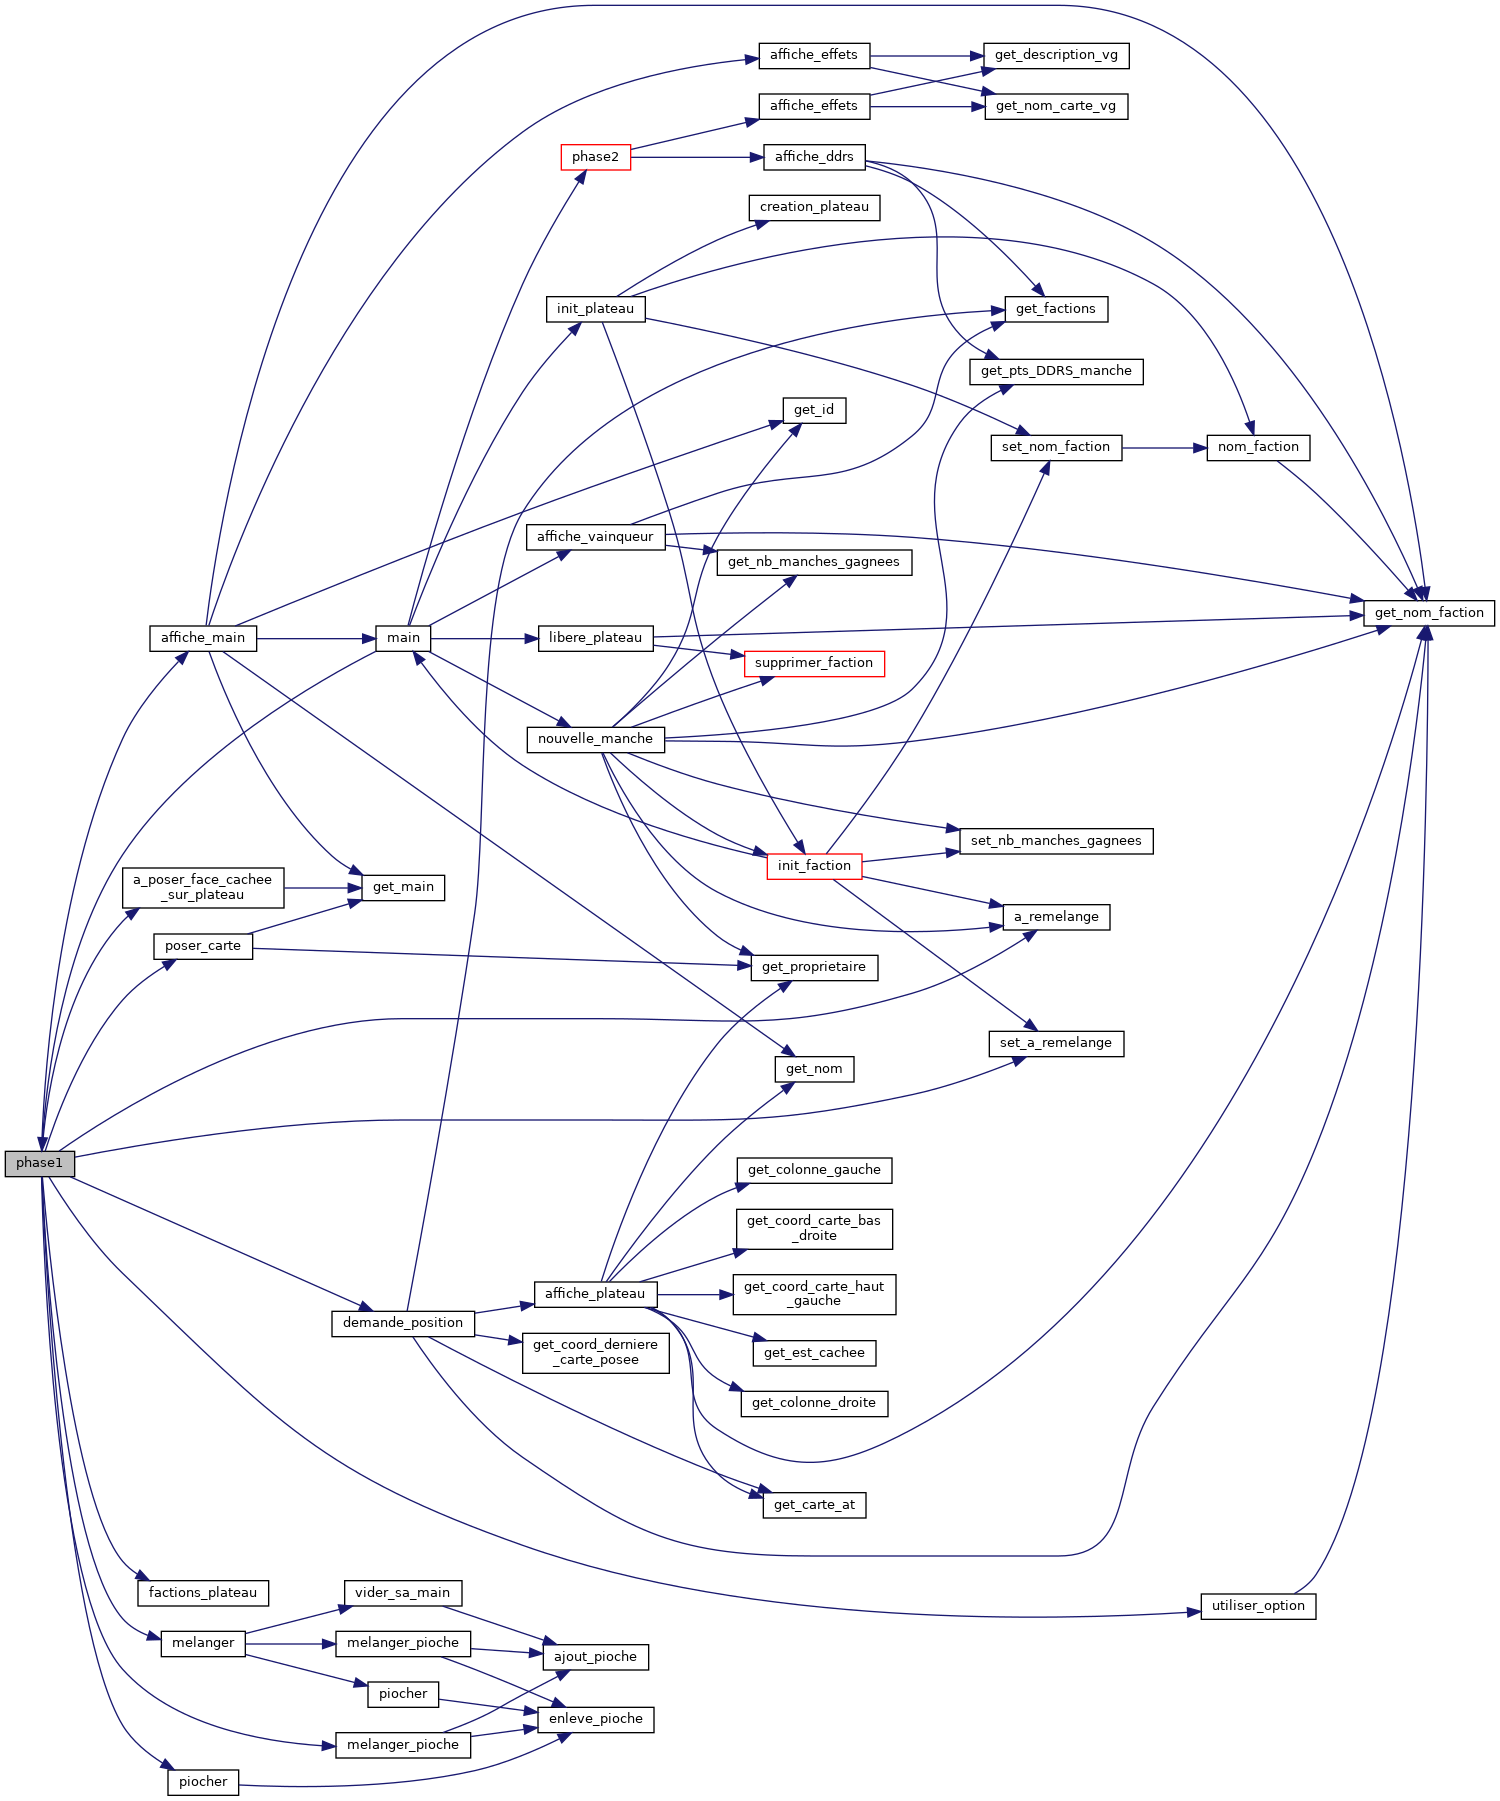 affiche_effets
get_description_vg
affiche_effets
get_nom_carte_vg
phase2
affiche_ddrs
creation_plateau
init_plateau
get_factions
get_pts_DDRS_manche
get_id
set_nom_faction
nom_faction
affiche_vainqueur
get_nb_manches_gagnees
get_nom_faction
affiche_main
main
libere_plateau
supprimer_faction
nouvelle_manche
set_nb_manches_gagnees
init_faction
a_poser_face_cachee
_sur_plateau
get_main
a_remelange
poser_carte
get_proprietaire
set_a_remelange
get_nom
phase1
get_colonne_gauche
get_coord_carte_bas
_droite
affiche_plateau
get_coord_carte_haut
_gauche
demande_position
get_coord_derniere
_carte_posee
get_est_cachee
get_colonne_droite
get_carte_at
factions_plateau
vider_sa_main
utiliser_option
melanger
melanger_pioche
ajout_pioche
piocher
enleve_pioche
melanger_pioche
piocher